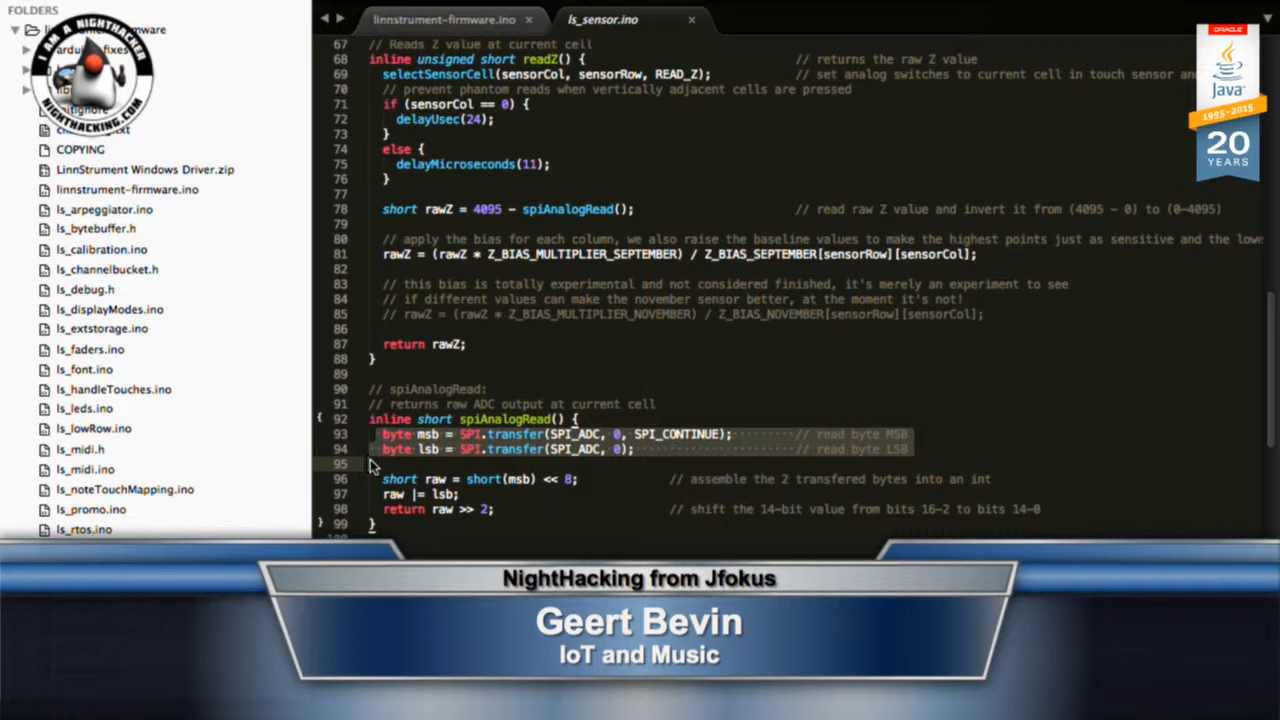 FOLDERS
arduino
fixes
COPYING
LinnStrument Windows Driver.zip
linnstrument-firmware.ino
ls_arpeggiator.ino
ls_bytebuffer.h
ls_calibration.ino
ls_channelbucket.h
ls_debug.h
ls_displayModes.ino
ls_extstorage.ino
ls_faders.ino
ls_font.ino
ls_handleTouches.ino
ls_leds.ino
ls_lowRow.ino
ls_midi.h
ls_midi.ino
ls_noteTouchMapping.ino
ls_promo.ino
ls_rtos.ino
I AM A NIGHTHACKER
NIGHTHACKING.COM
linnstrument-firmware.ino ×
ls_sensor.ino ×
67 // Reads Z value at current cell
68 inline unsigned short readZ() { // returns the raw Z value
69 selectSensorCell(sensorCol, sensorRow, READ_Z); // set analog switches to current cell in touch sensor and
70 // prevent phantom reads when vertically adjacent cells are pressed
71 if (sensorCol == 0) {
72 delayUsec(24);
73 }
74 else {
75 delayMicroseconds(11);
76 }
77
78 short rawZ = 4095 - spiAnalogRead(); // read raw Z value and invert it from (4095 - 0) to (0-4095)
79
80 // apply the bias for each column, we also raise the baseline values to make the highest points just as sensitive and the lowe
81 rawZ = (rawZ * Z_BIAS_MULTIPLIER_SEPTEMBER) / Z_BIAS_SEPTEMBER[sensorRow][sensorCol];
82
83 // this bias is totally experimental and not considered finished, it's merely an experiment to see
84 // if different values can make the november sensor better, at the moment it's not!
85 // rawZ = (rawZ * Z_BIAS_MULTIPLIER_NOVEMBER) / Z_BIAS_NOVEMBER[sensorRow][sensorCol];
86
87 return rawZ;
88 }
89
90 // spiAnalogRead:
91 // returns raw ADC output at current cell
92 inline short spiAnalogRead() {
93 byte msb = SPI.transfer(SPI_ADC, 0, SPI_CONTINUE); // read byte MSB
94 byte lsb = SPI.transfer(SPI_ADC, 0); // read byte LSB
95
96 short raw = short(msb) << 8; // assemble the 2 transfered bytes into an int
97 raw |= lsb;
98 return raw >> 2; // shift the 14-bit value from bits 16-2 to bits 14-0
99 }
ORACLE
Java
1995-2015
20
YEARS
NightHacking from Jfokus
Geert Bevin
IoT and Music